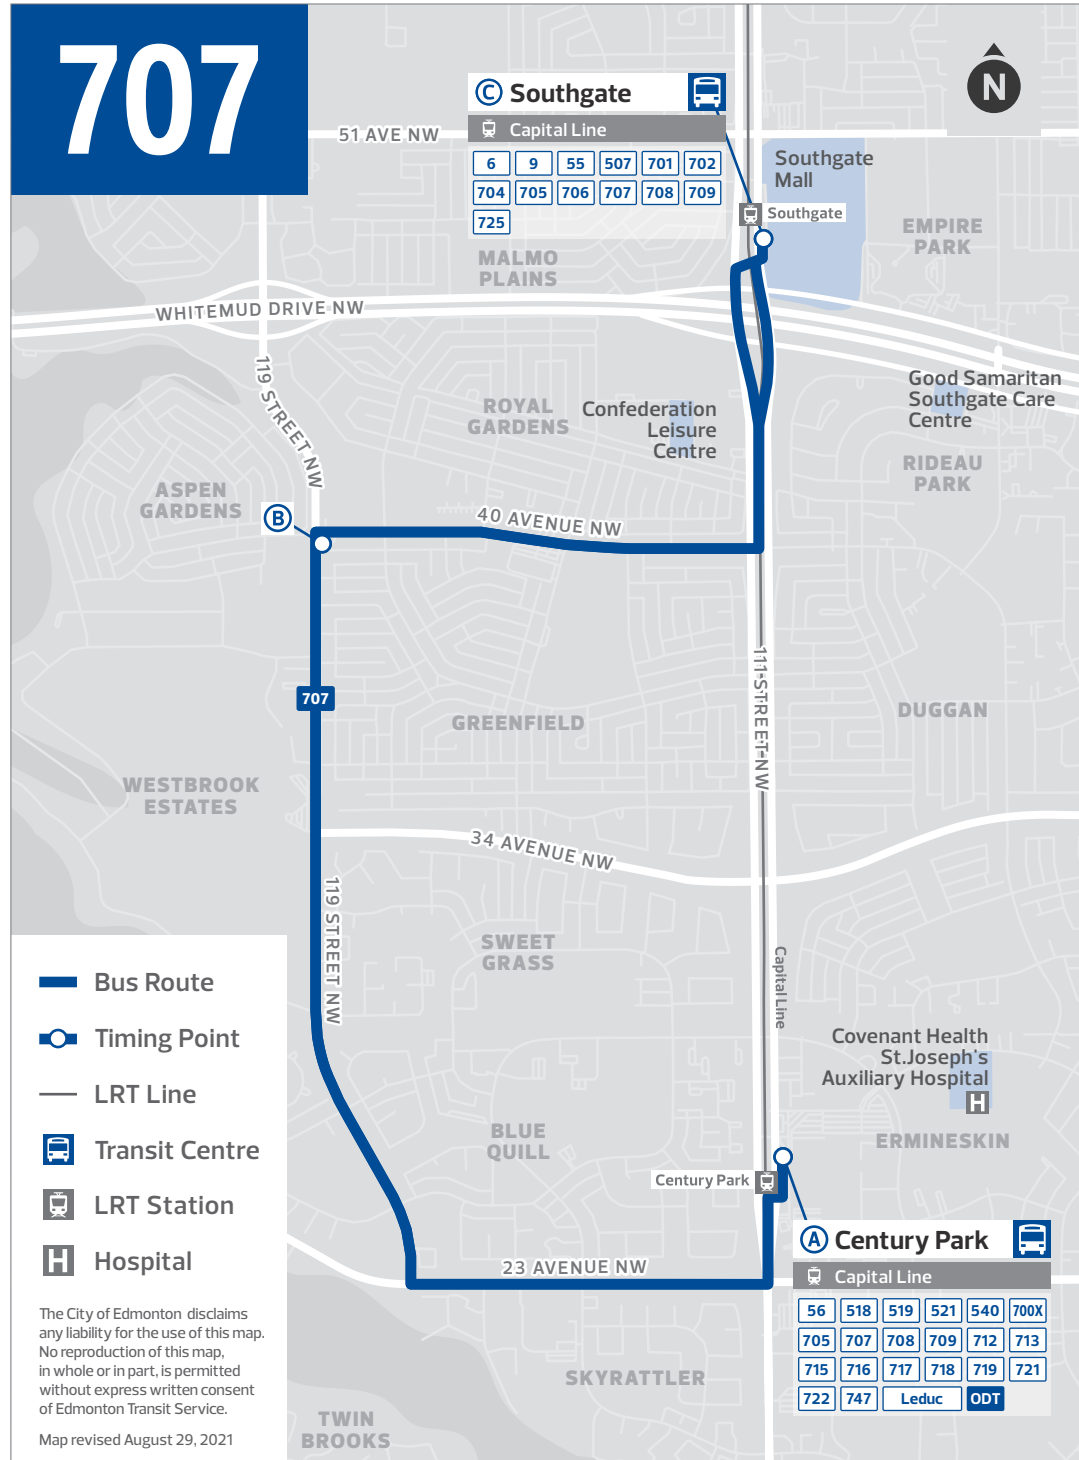 707
N
C Southgate
Capital Line
6 9 55 507 701 702
704 705 706 707 708 709
725
51 AVE NW
Southgate
Mall
Southgate
EMPIRE
PARK
MALMO
PLAINS
WHITEMUD DRIVE NW
119 STREET NW
Good Samaritan
Southgate Care
Centre
ROYAL
GARDENS
Confederation
Leisure
Centre
RIDEAU
PARK
ASPEN
GARDENS
B
40 AVENUE NW
707
111 STREET NW
GREENFIELD
DUGGAN
WESTBROOK
ESTATES
34 AVENUE NW
119 STREET NW
SWEET
GRASS
Capital Line
Covenant Health
St.Joseph's
Auxiliary Hospital
H
BLUE
QUILL
ERMINESKIN
Century Park
A Century Park
Capital Line
56 518 519 521 540 700X
705 707 708 709 712 713
715 716 717 718 719 721
722 747 Leduc ODT
23 AVENUE NW
SKYRATTLER
TWIN
BROOKS
Bus Route
Timing Point
LRT Line
Transit Centre
LRT Station
H Hospital
The City of Edmonton disclaims
any liability for the use of this map.
No reproduction of this map,
in whole or in part, is permitted
without express written consent
of Edmonton Transit Service.
Map revised August 29, 2021